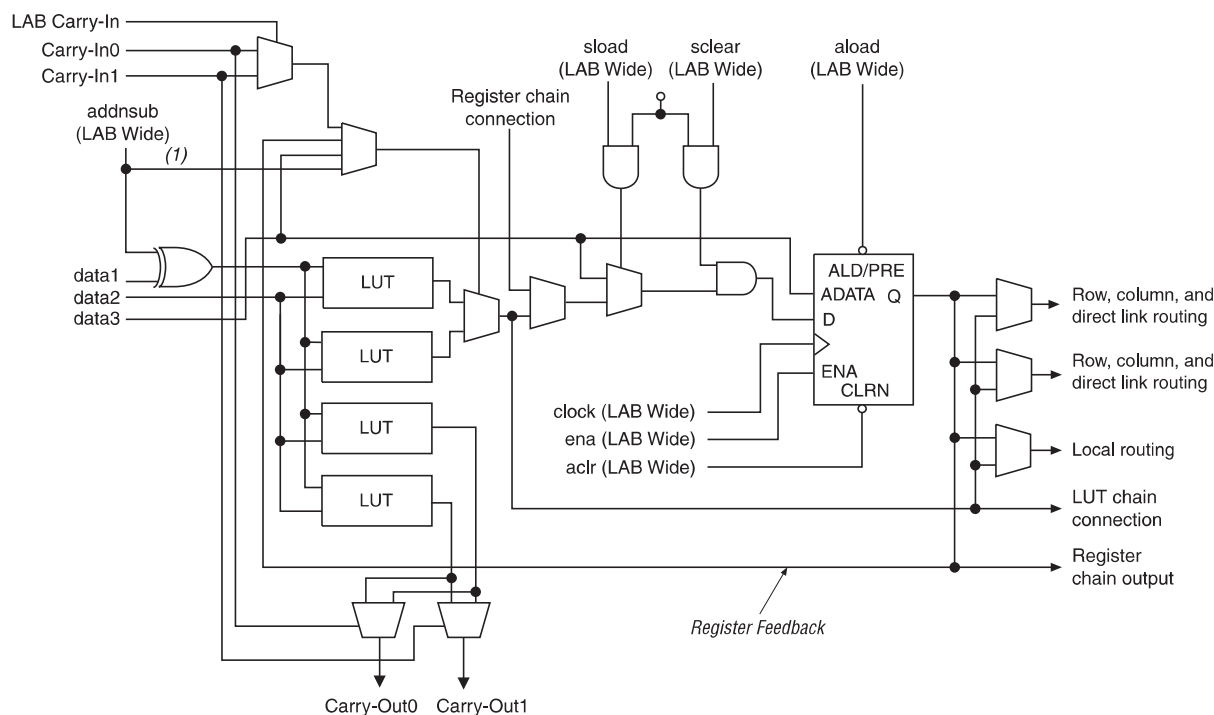 LAB Carry-In
Carry-In0
Carry-In1
addnsub
(LAB Wide)
(1)
Register chain
connection
sload
(LAB Wide)
sclear
(LAB Wide)
aload
(LAB Wide)
data1
data2
data3
LUT
LUT
LUT
LUT
ALD/PRE
ADATA
Q
D
ENA
CLRN
clock (LAB Wide)
ena (LAB Wide)
aclr (LAB Wide)
Row, column, and
direct link routing
Row, column, and
direct link routing
Local routing
LUT chain
connection
Register
chain output
Register Feedback
Carry-Out0
Carry-Out1